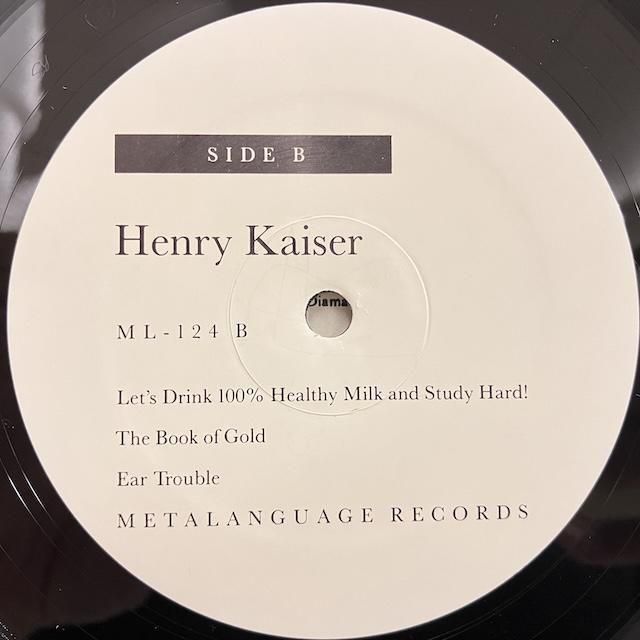 SIDE B
Henry Kaiser
Diama
ML-124 B
Let's Drink 100% Healthy Milk and Study Hard!
The Book of Gold
Ear Trouble
METALANGUAGE RECORDS